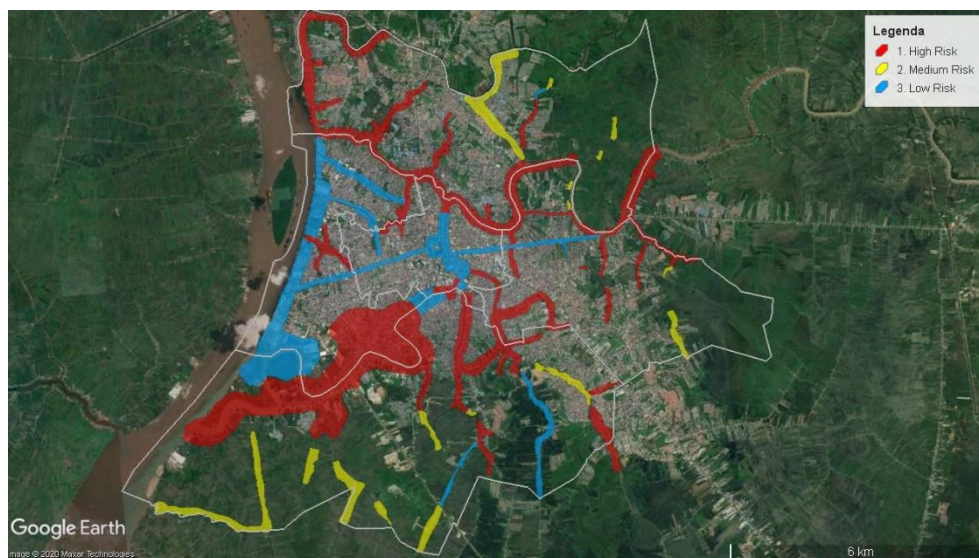 Legenda
1. High Risk
2. Medium Risk
3. Low Risk
Google Earth
Image © 2020 Maxar Technologies
6 km